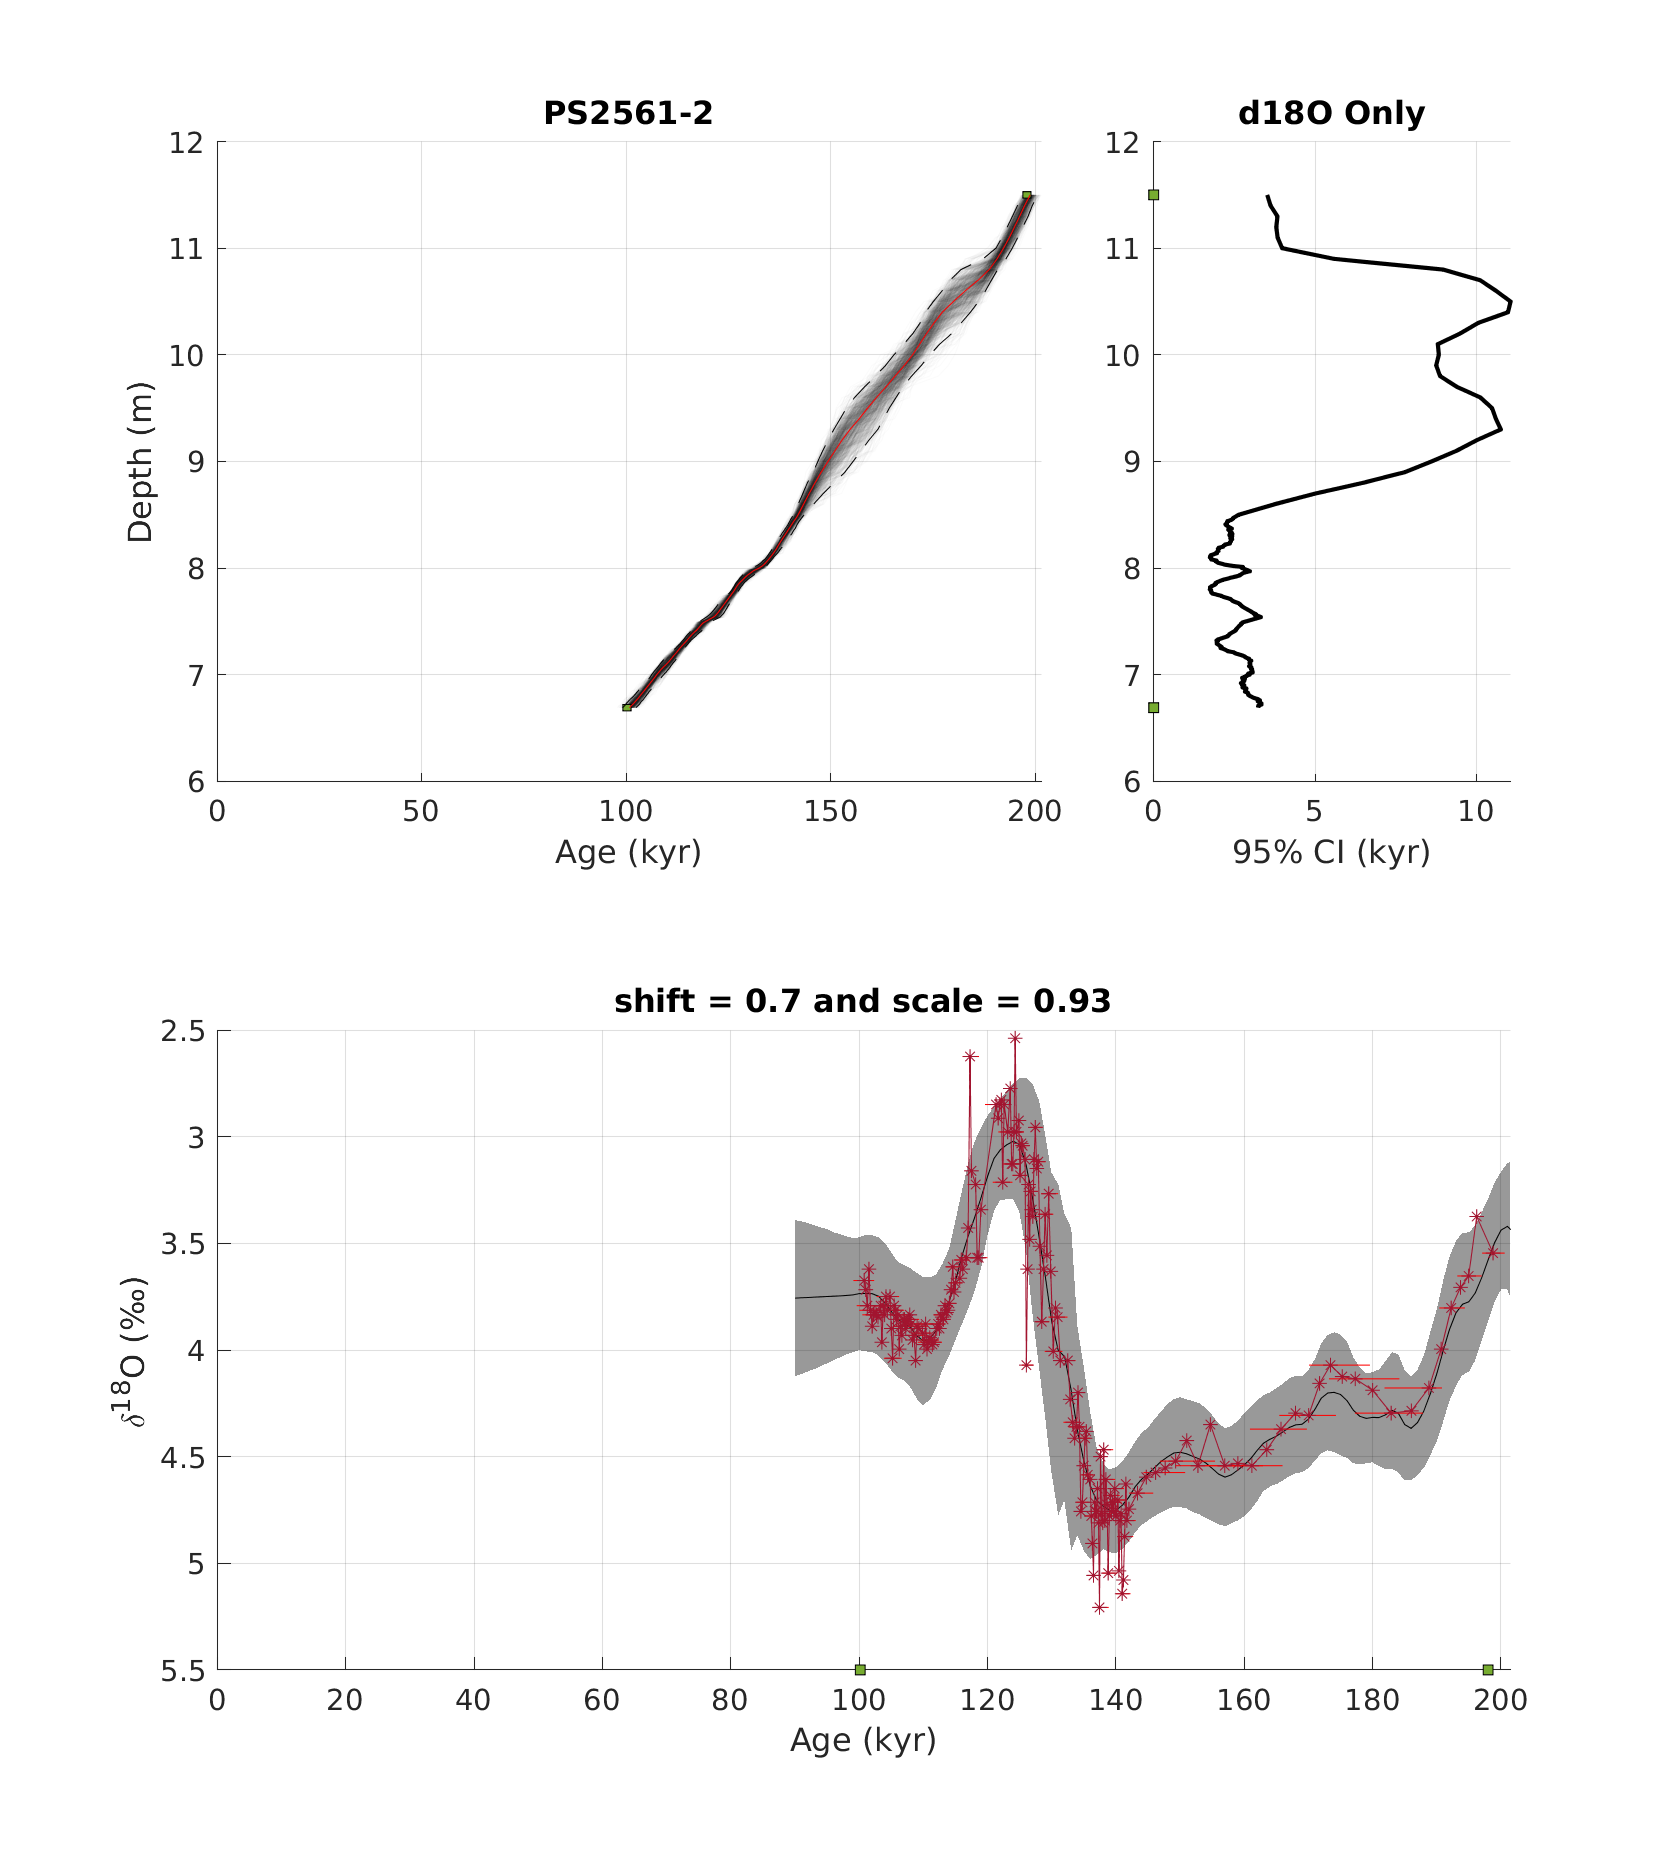 PS2561-2
d18O Only
12
11
10
9
8
7
6
Depth (m)
0 50 100 150 200
Age (kyr)
12
11
10
9
8
7
6
0 5 10
95% CI (kyr)
shift = 0.7 and scale = 0.93
2.5
3
3.5
4
4.5
5
5.5
δ¹⁸O (‰)
0 20 40 60 80 100 120 140 160 180 200
Age (kyr)